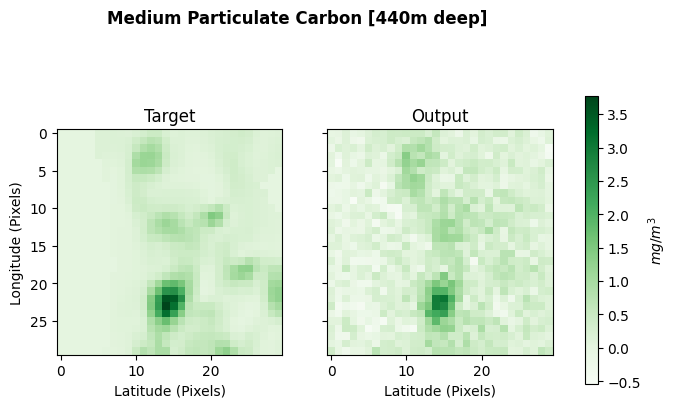 Medium Particulate Carbon [440m deep]
Target
Output
0
5
10
15
20
25
0
20
0
20
Longitude (Pixels)
Latitude (Pixels)
Latitude (Pixels)
3.5
3.0
2.5
2.0
1.5
1.0
0.5
0.0
−0.5
mg/m³